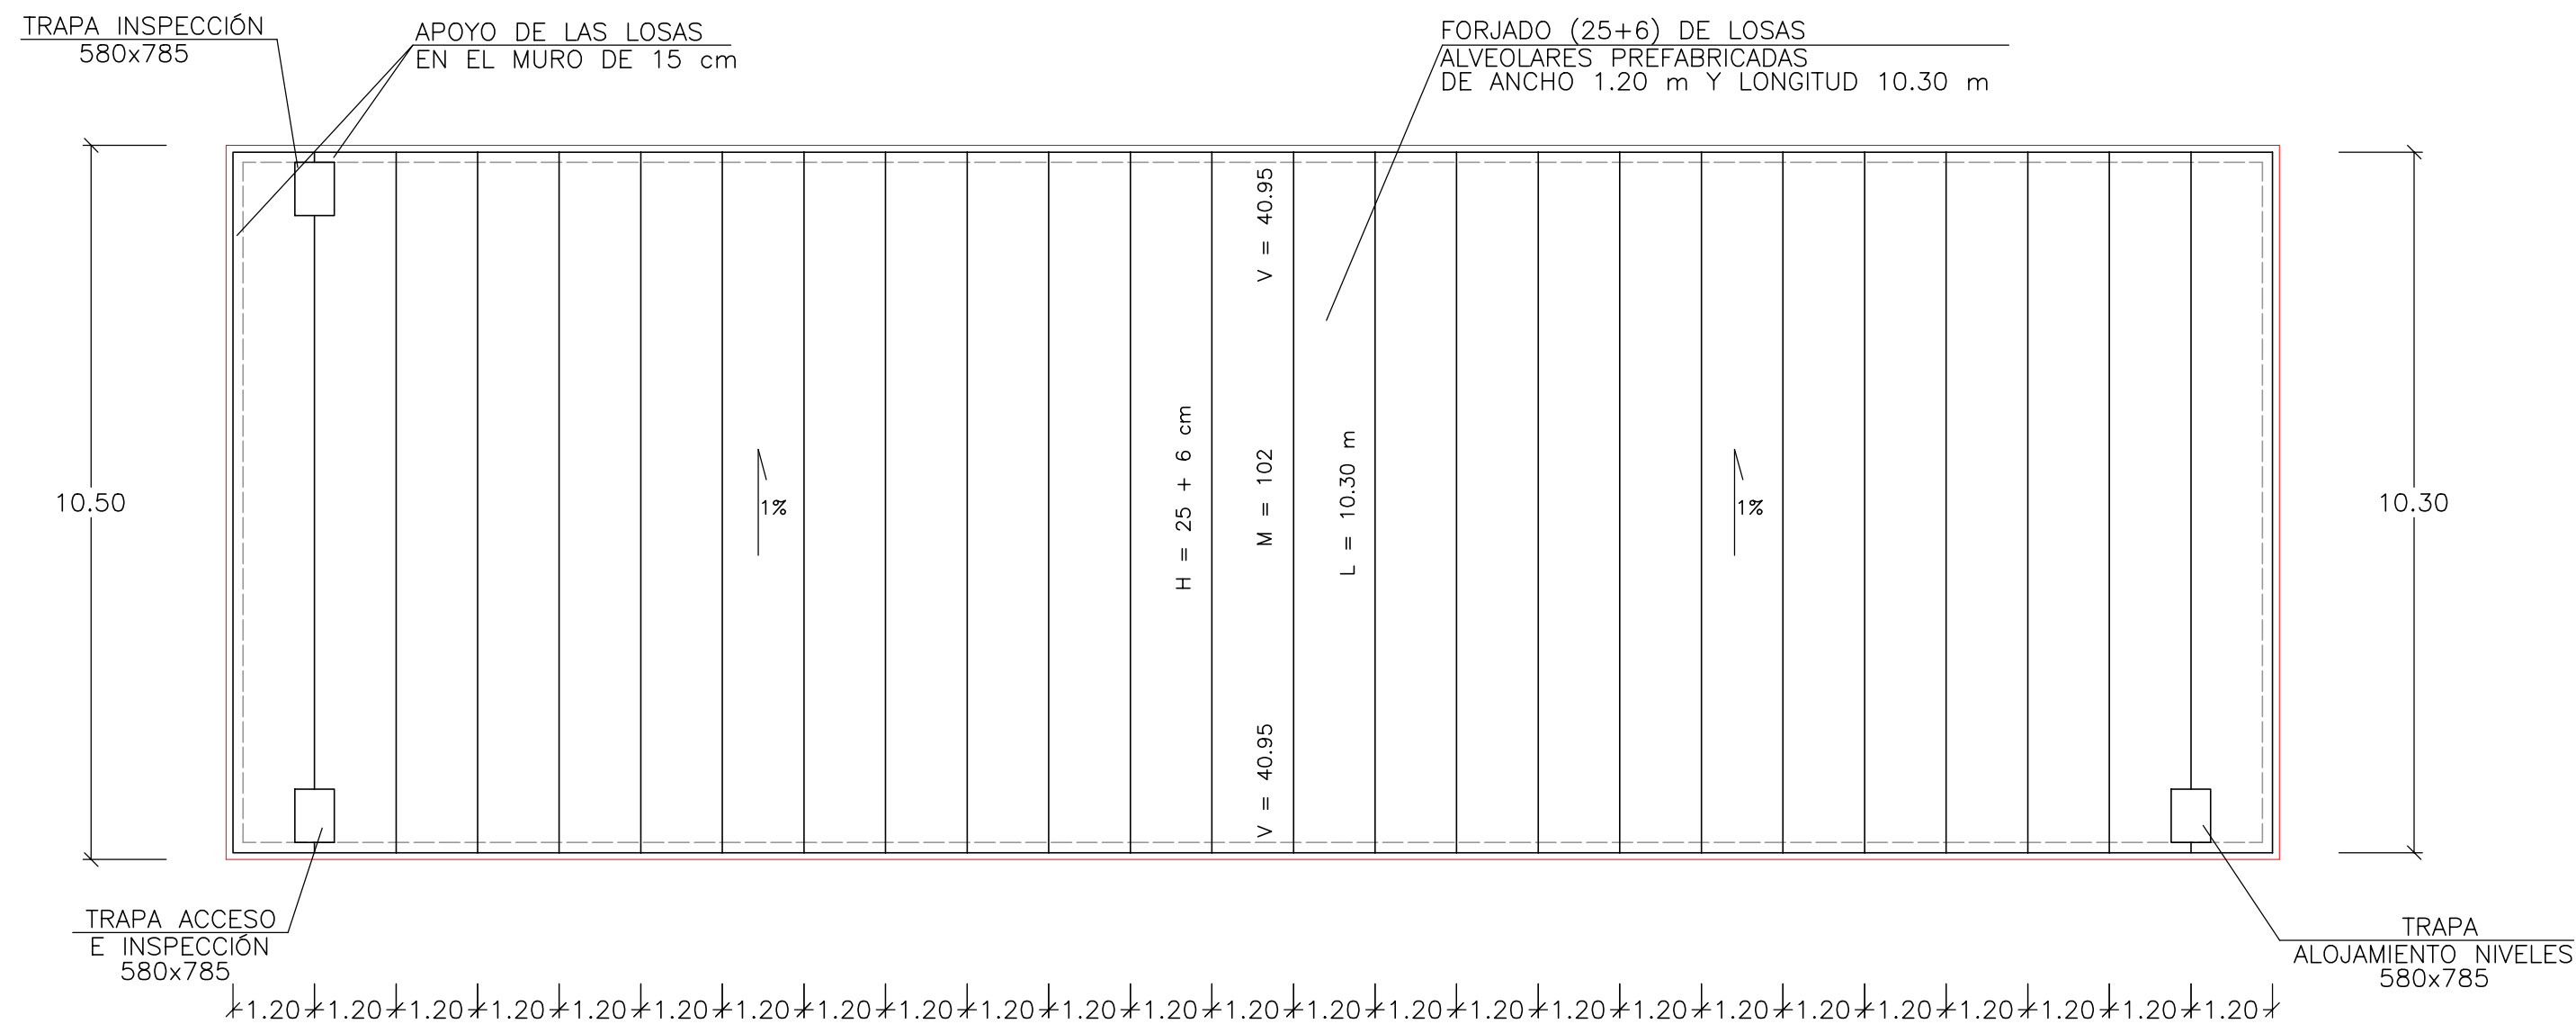 TRAPA INSPECCIÓN
580x785
APOYO DE LAS LOSAS
EN EL MURO DE 15 cm
FORJADO (25+6) DE LOSAS
ALVEOLARES PREFABRICADAS
DE ANCHO 1.20 m Y LONGITUD 10.30 m
V = 40.95
H = 25 + 6 cm
M = 102
L = 10.30 m
10.50
1%
1%
10.30
V = 40.95
TRAPA ACCESO
E INSPECCIÓN
580x785
TRAPA
ALOJAMIENTO NIVELES
580x785
1.20 1.20 1.20 1.20 1.20 1.20 1.20 1.20 1.20 1.20 1.20 1.20 1.20 1.20 1.20 1.20 1.20 1.20 1.20 1.20 1.20 1.20 1.20 1.20 1.20